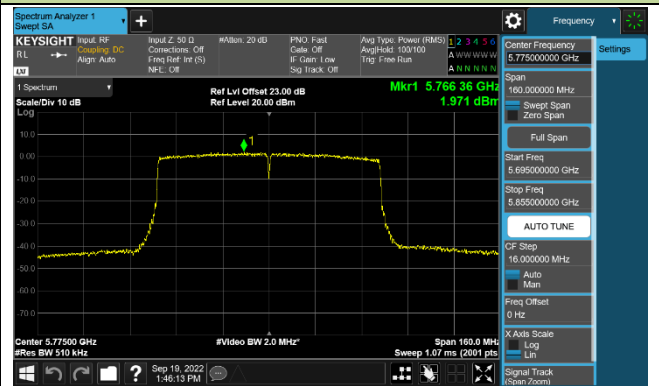 Spectrum Analyzer 1
Swept SA
Frequency
KEYSIGHT
RL
LXI
Input: RF
Coupling: DC
Align: Auto
Input Z: 50 Ω
Corrections: Off
Freq Ref: Int (S)
NFE: Off
#Atten: 20 dB
PNO: Fast
Gate: Off
IF Gain: Low
Sig Track: Off
Avg Type: Power (RMS)
Avg|Hold: 100/100
Trig: Free Run
1 2 3 4 5 6
A W W W W W
A N N N N N
1 Spectrum
Scale/Div 10 dB
Log
Ref Lvl Offset 23.00 dB
Ref Level 20.00 dBm
Mkr1 5.766 36 GHz
1.971 dBm
1
10.0
0.00
-10.0
-20.0
-30.0
-40.0
-50.0
-60.0
-70.0
Center 5.77500 GHz
#Res BW 510 kHz
#Video BW 2.0 MHz*
Span 160.0 MHz
Sweep 1.07 ms (2001 pts)
Sep 19, 2022
1:46:13 PM
Center Frequency
5.775000000 GHz
Settings
Span
160.000000 MHz
Swept Span
Zero Span
Full Span
Start Freq
5.695000000 GHz
Stop Freq
5.855000000 GHz
AUTO TUNE
CF Step
16.000000 MHz
Auto
Man
Freq Offset
0 Hz
X Axis Scale
Log
Lin
Signal Track
(Span Zoom)